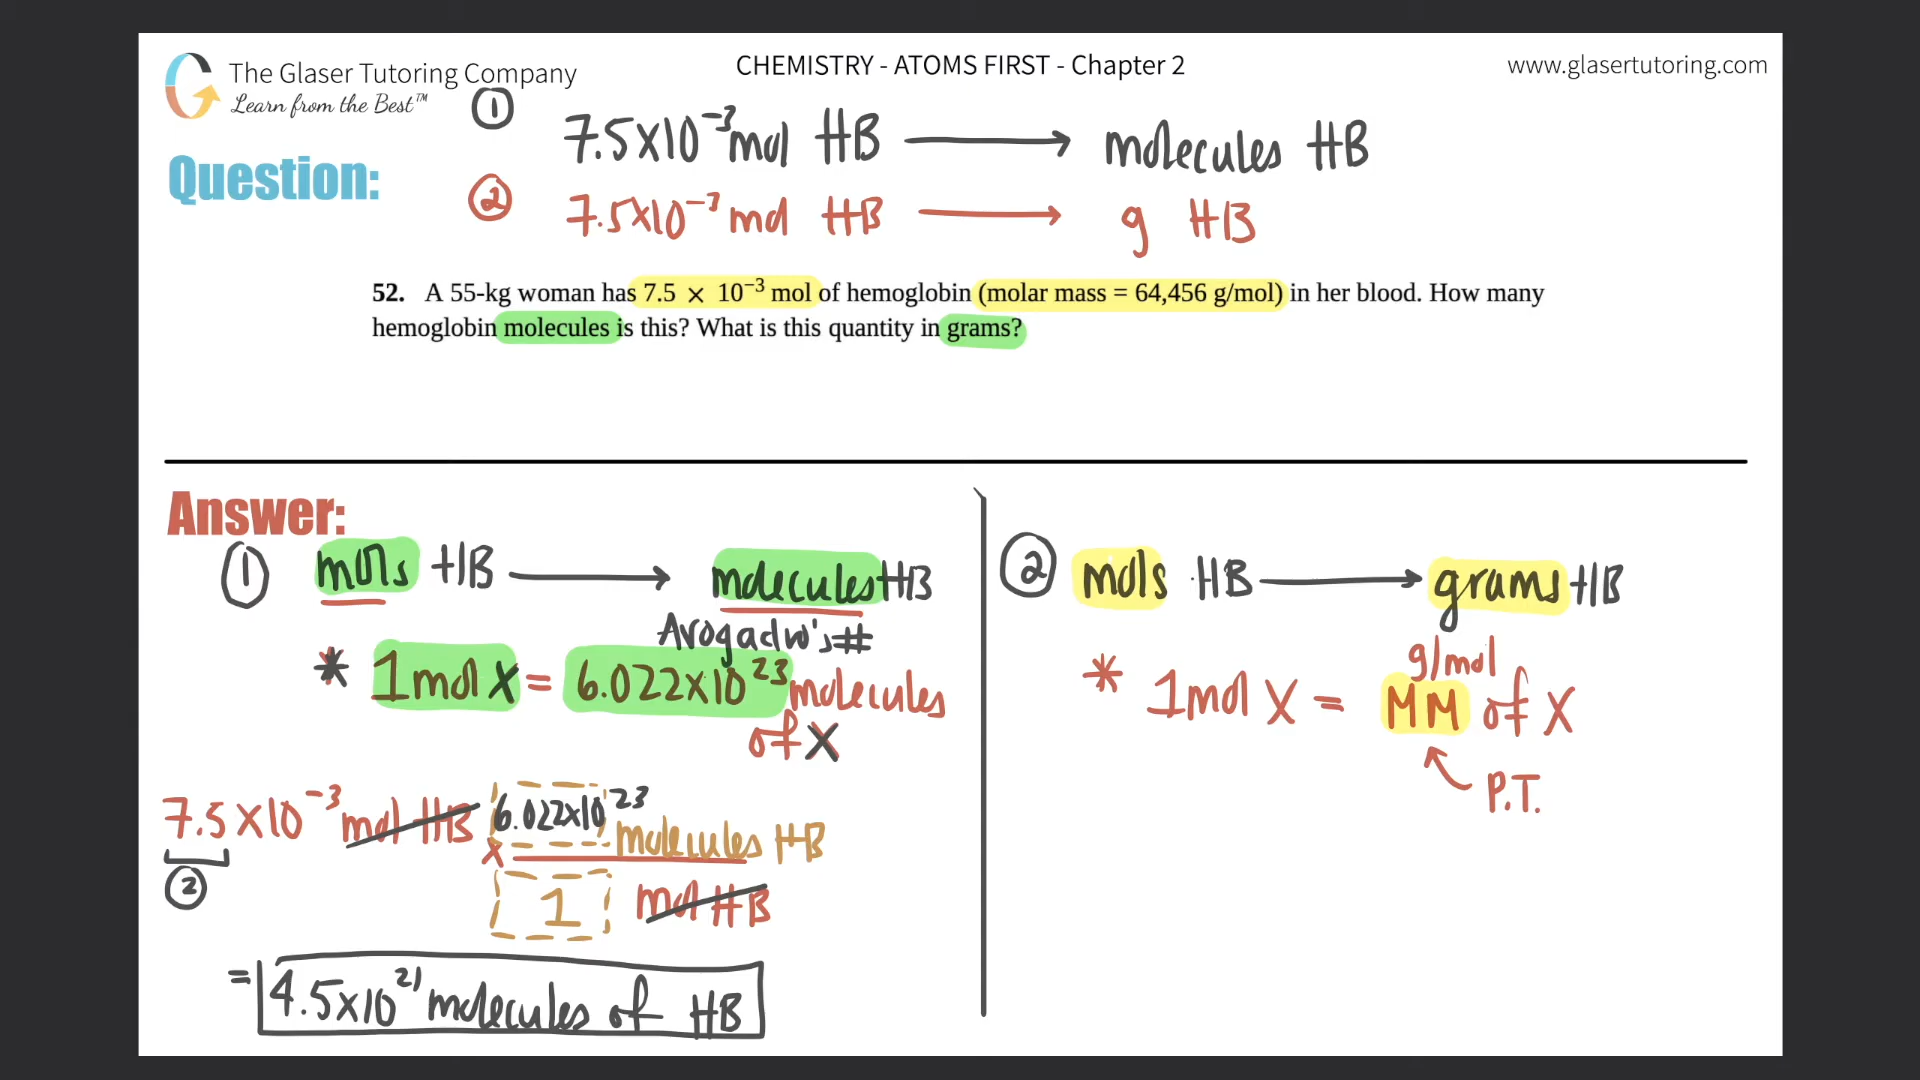 The Glaser Tutoring Company
Learn from the Best™
CHEMISTRY - ATOMS FIRST - Chapter 2
www.glasertutoring.com
① 7.5x10⁻³ mol HB → molecules HB
Question:
② 7.5x10⁻³ mol HB → g HB
52. A 55-kg woman has 7.5 × 10⁻³ mol of hemoglobin (molar mass = 64,456 g/mol) in her blood. How many
hemoglobin molecules is this? What is this quantity in grams?
Answer:
① mols HB → molecules HB
Avogadro's #
* 1mol X = 6.022x10²³ molecules
of X
7.5x10⁻³ mol HB x 6.022x10²³ molecules HB
② 1 mol HB
= 4.5x10²¹ molecules of HB
② mols HB → grams HB
g/mol
* 1mol X = MM of X
P.T.